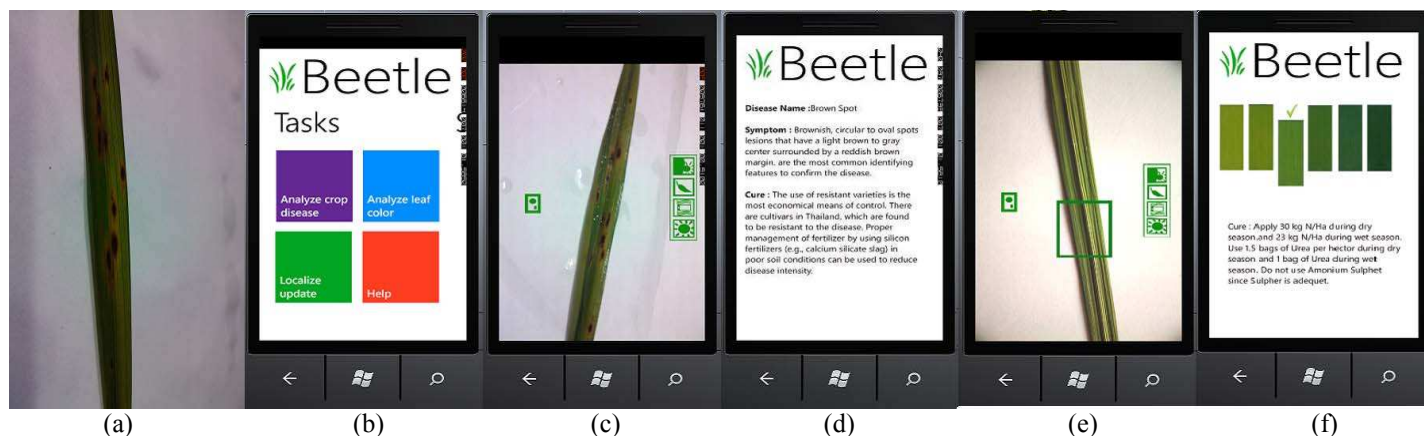 Beetle
Tasks
Analyze crop
disease
Analyze leaf
color
Localize
update
Help
Beetle
Disease Name :Brown Spot
Symptom : Brownish, circular to oval spots
lesions that have a light brown to gray
center surrounded by a reddish brown
margin, are the most common identifying
features to confirm the disease.
Cure : The use of resistant varieties is the
most economical means of control. There
are cultivars in Thailand, which are found
to be resistant to the disease. Proper
management of fertilizer by using silicon
fertilizers (e.g., calcium silicate slag) in
poor soil conditions can be used to reduce
disease intensity.
Beetle
Cure : Apply 30 kg N/Ha during dry
season,and 23 kg N/Ha during wet season.
Use 1.5 bags of Urea per hector during dry
season and 1 bag of Urea during wet
season. Do not use Amonium Sulphet
since Sulpher is adequet.
(a) (b) (c) (d) (e) (f)